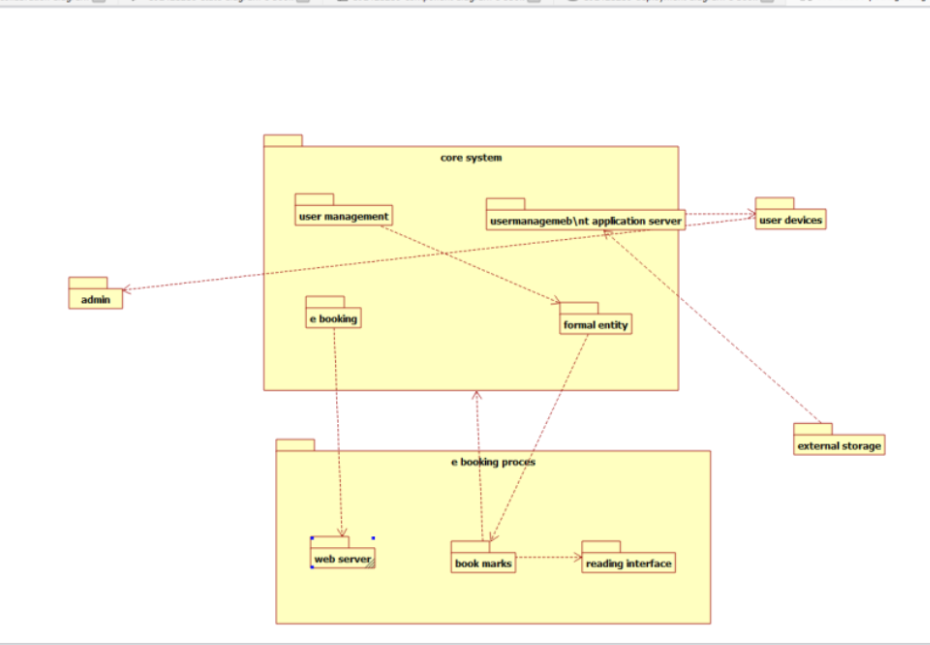 core system
user management
usermanagemeb\nt application server
user devices
admin
e booking
formal entity
external storage
e booking proces
web server
book marks
reading interface